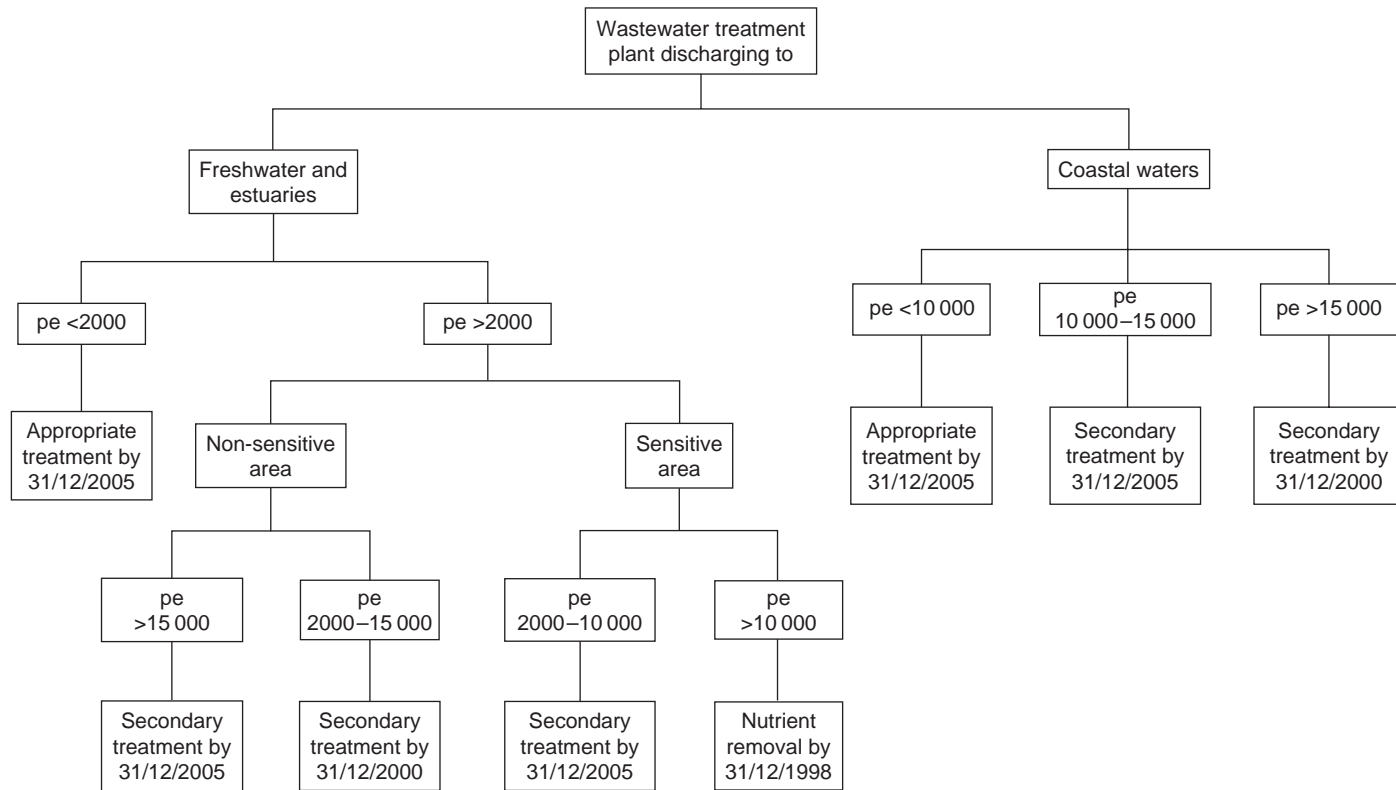 Wastewater treatment
plant discharging to
Freshwater and
estuaries
Coastal waters
pe <2000
pe >2000
pe <10 000
pe
10 000–15 000
pe >15 000
Appropriate
treatment by
31/12/2005
Non-sensitive
area
Sensitive
area
Appropriate
treatment by
31/12/2005
Secondary
treatment by
31/12/2005
Secondary
treatment by
31/12/2000
pe
>15 000
pe
2000–15 000
pe
2000–10 000
pe
>10 000
Secondary
treatment by
31/12/2005
Secondary
treatment by
31/12/2000
Secondary
treatment by
31/12/2005
Nutrient
removal by
31/12/1998